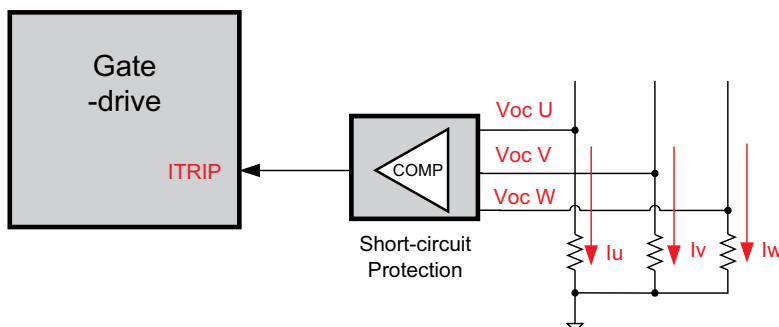 Gate
-drive
ITRIP
COMP
Short-circuit
Protection
Voc U
Voc V
Voc W
Iu
Iv
Iw